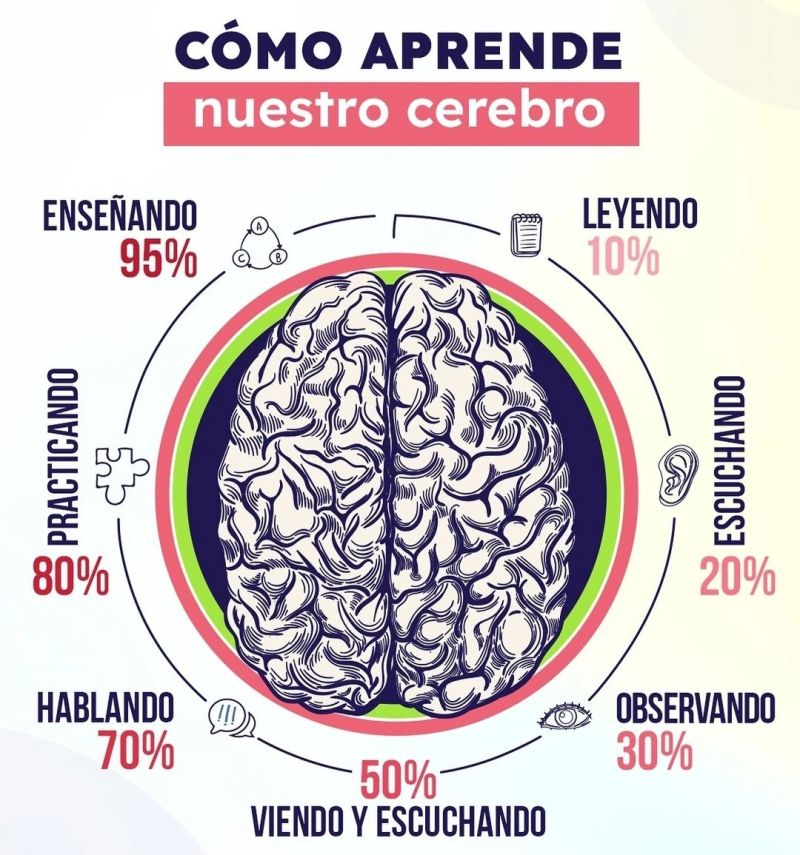 CÓMO APRENDE
nuestro cerebro
LEYENDO
10%
ESCUCHANDO
20%
OBSERVANDO
30%
50%
VIENDO Y ESCUCHANDO
HABLANDO
70%
!!!
PRACTICANDO
80%
ENSEÑANDO
95%
A
C B